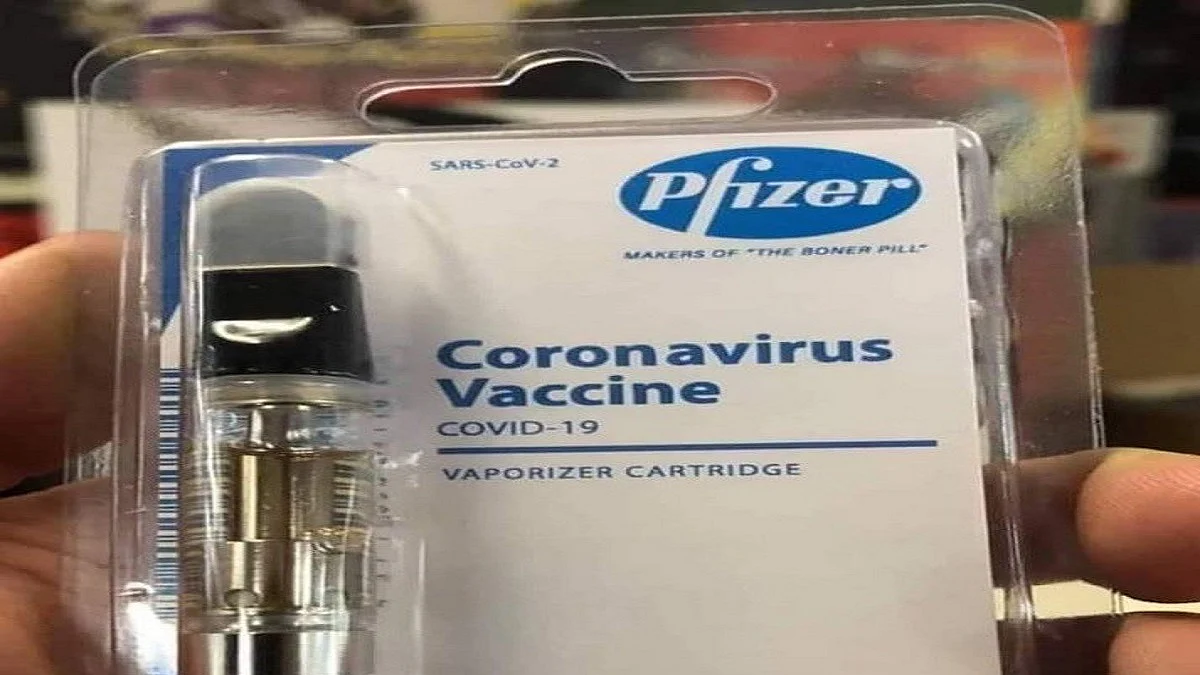 SARS-CoV-2
Pfizer
MAKERS OF "THE BONER PILL"
Coronavirus
Vaccine
COVID-19
VAPORIZER CARTRIDGE